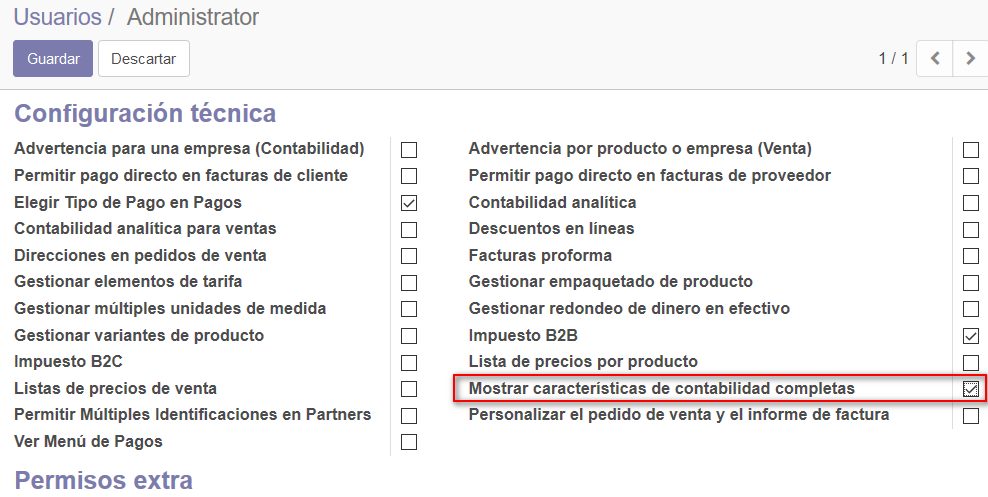 Usuarios / Administrator
Guardar Descartar 1 / 1
Configuración técnica
Advertencia para una empresa (Contabilidad) Advertencia por producto o empresa (Venta)
Permitir pago directo en facturas de cliente Permitir pago directo en facturas de proveedor
Elegir Tipo de Pago en Pagos Contabilidad analítica
Contabilidad analítica para ventas Descuentos en líneas
Direcciones en pedidos de venta Facturas proforma
Gestionar elementos de tarifa Gestionar empaquetado de producto
Gestionar múltiples unidades de medida Gestionar redondeo de dinero en efectivo
Gestionar variantes de producto Impuesto B2B
Impuesto B2C Lista de precios por producto
Listas de precios de venta Mostrar características de contabilidad completas
Permitir Múltiples Identificaciones en Partners Personalizar el pedido de venta y el informe de factura
Ver Menú de Pagos
Permisos extra